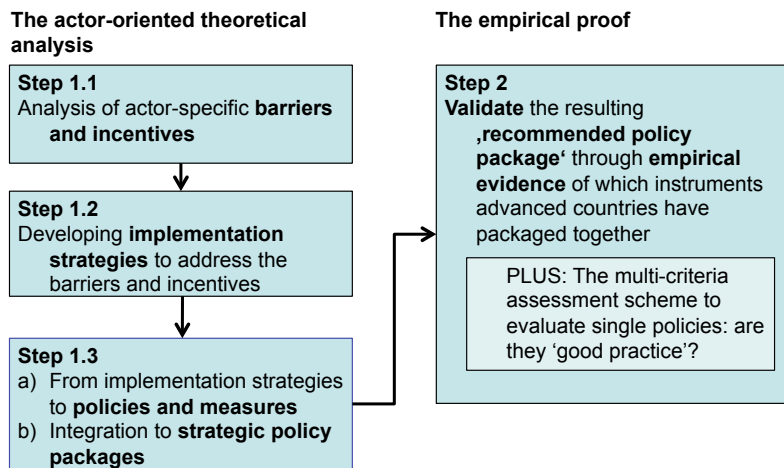 The actor-oriented theoretical
analysis
Step 1.1
Analysis of actor-specific barriers
and incentives
Step 1.2
Developing implementation
strategies to address the
barriers and incentives
Step 1.3
a) From implementation strategies
to policies and measures
b) Integration to strategic policy
packages
The empirical proof
Step 2
Validate the resulting
‚recommended policy
package‘ through empirical
evidence of which instruments
advanced countries have
packaged together
PLUS: The multi-criteria
assessment scheme to
evaluate single policies: are
they ‘good practice’?